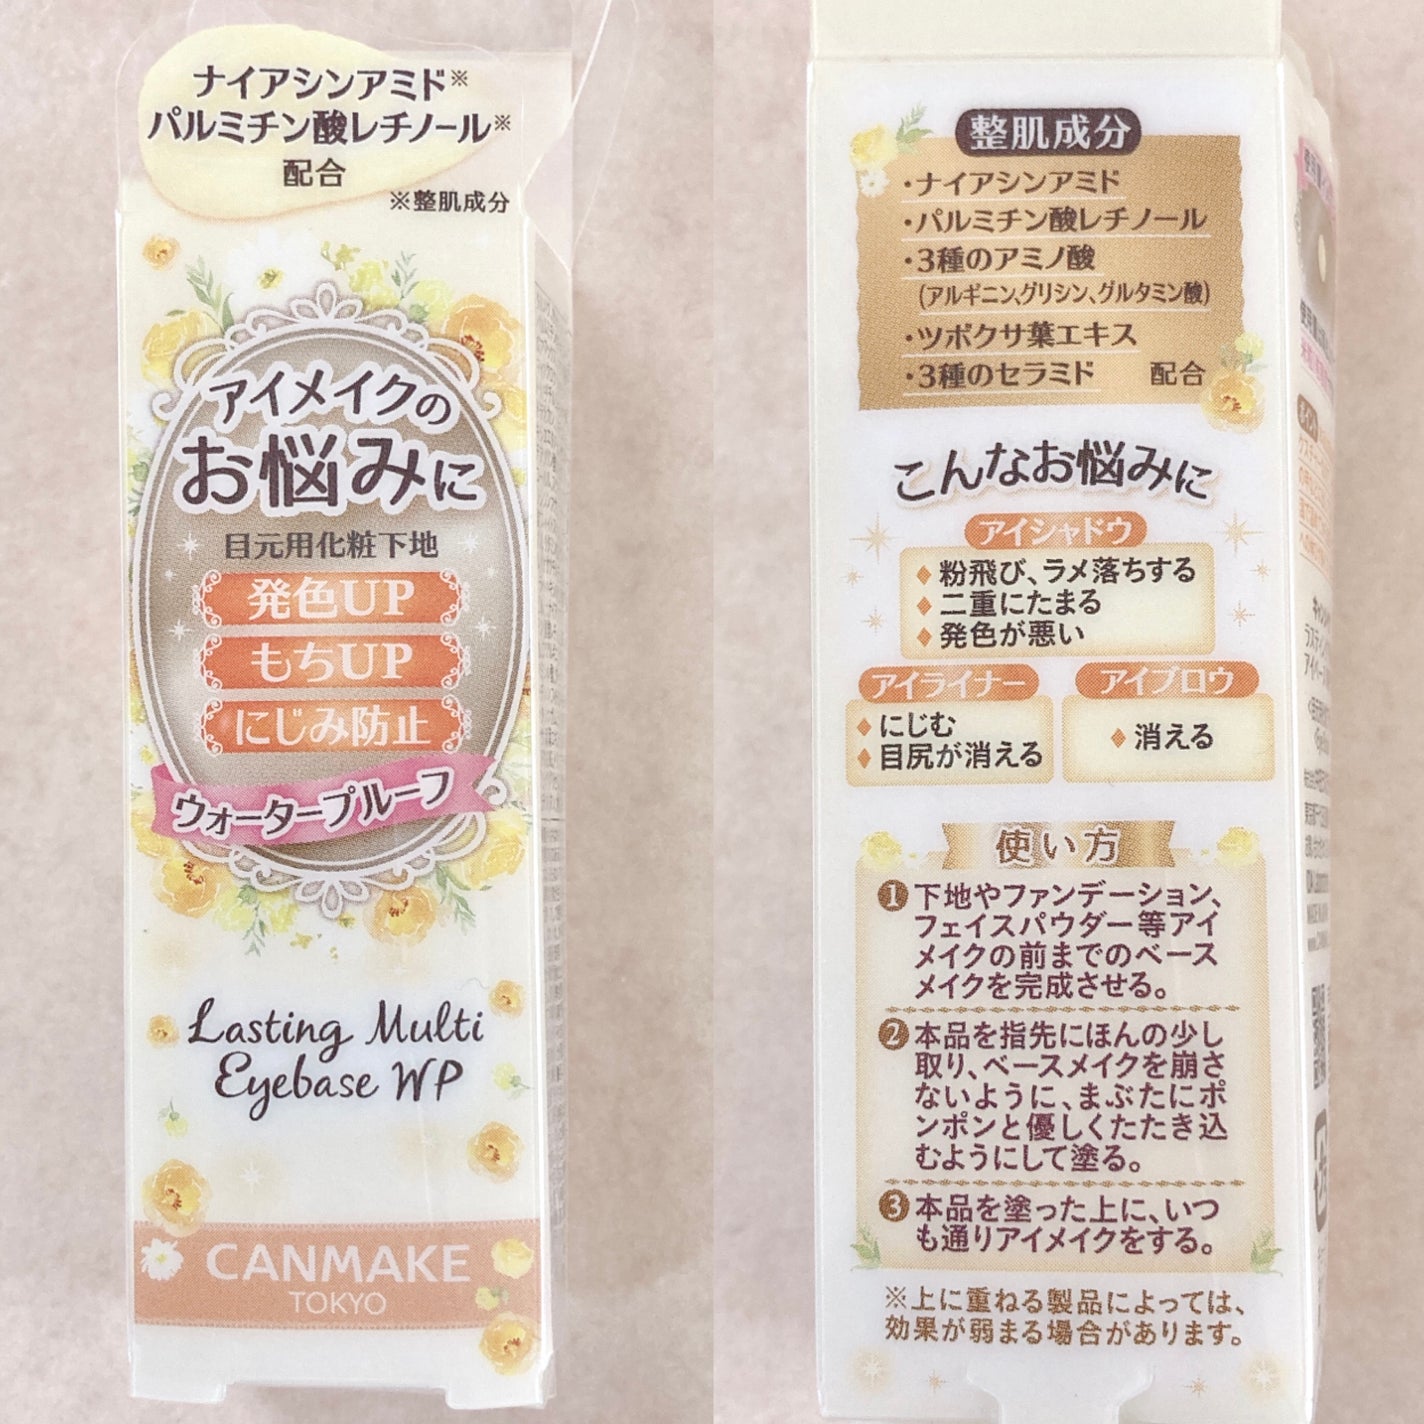 ナイアシンアミド※
パルミチン酸レチノール※
配合
※整肌成分
アイメイクの
お悩みに
目元用化粧下地
発色UP
もちUP
にじみ防止
ウォータープルーフ
Lasting Multi
Eyebase WP
CANMAKE
TOKYO
整肌成分
・ナイアシンアミド
・パルミチン酸レチノール
・3種のアミノ酸
(アルギニン、グリシン、グルタミン酸)
・ツボクサ葉エキス
・3種のセラミド 配合
こんなお悩みに
アイシャドウ
◆粉飛び、ラメ落ちする
◆二重にたまる
◆発色が悪い
アイライナー
◆にじむ
◆目尻が消える
アイブロウ
◆消える
使い方
❶下地やファンデーション、
フェイスパウダー等アイ
メイクの前までのベース
メイクを完成させる。
❷本品を指先にほんの少し
取り、ベースメイクを崩さ
ないように、まぶたにポ
ンポンと優しくたたき込
むようにして塗る。
❸本品を塗った上に、いつ
も通りアイメイクをする。
※上に重ねる製品によっては、
効果が弱まる場合があります。